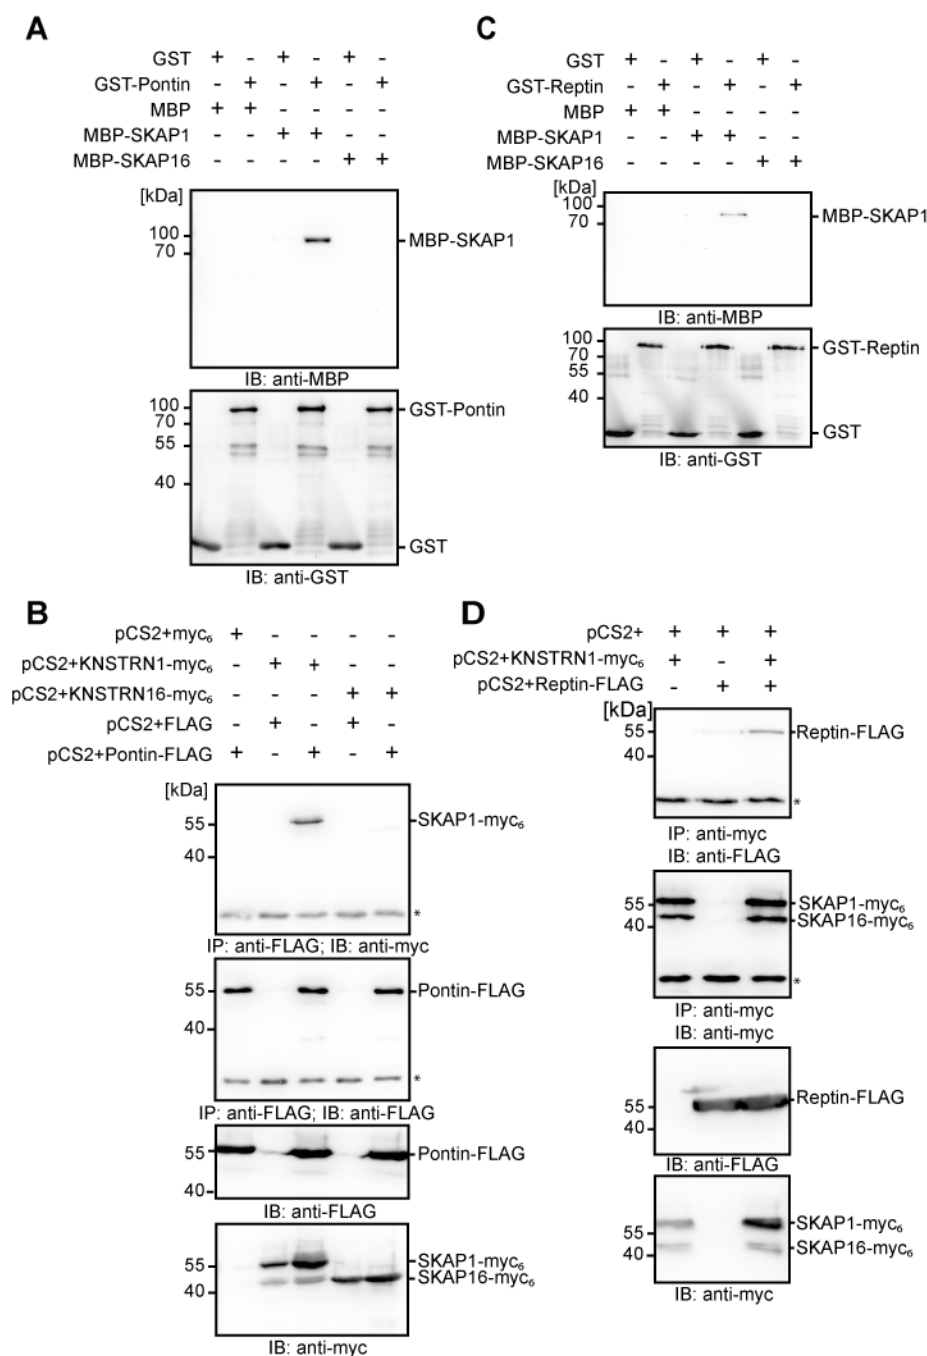 A
GST + - + - + -
GST-Pontin - + - + - +
MBP + + - - - -
MBP-SKAP1 - - + + - -
MBP-SKAP16 - - - - + +
[kDa]
100
70
MBP-SKAP1
IB: anti-MBP
100
70
55
40
GST-Pontin
GST
IB: anti-GST
C
GST + - + - + -
GST-Reptin - + - + - +
MBP + + - - - -
MBP-SKAP1 - - + + - -
MBP-SKAP16 - - - - + +
[kDa]
100
70
MBP-SKAP1
IB: anti-MBP
100
70
55
40
GST-Reptin
GST
IB: anti-GST
B
pCS2+myc₆ + - - - -
pCS2+KNSTRN1-myc₆ - + + - -
pCS2+KNSTRN16-myc₆ - - - + +
pCS2+FLAG - + - + -
pCS2+Pontin-FLAG + - + - +
[kDa]
55
40
SKAP1-myc₆
*
IP: anti-FLAG; IB: anti-myc
55
40
Pontin-FLAG
*
IP: anti-FLAG; IB: anti-FLAG
55
40
Pontin-FLAG
IB: anti-FLAG
55
40
SKAP1-myc₆
SKAP16-myc₆
IB: anti-myc
D
pCS2+ + + +
pCS2+KNSTRN1-myc₆ + - +
pCS2+Reptin-FLAG - + +
[kDa]
55
40
Reptin-FLAG
*
IP: anti-myc
IB: anti-FLAG
55
40
SKAP1-myc₆
SKAP16-myc₆
*
IP: anti-myc
IB: anti-myc
55
40
Reptin-FLAG
IB: anti-FLAG
55
40
SKAP1-myc₆
SKAP16-myc₆
IB: anti-myc